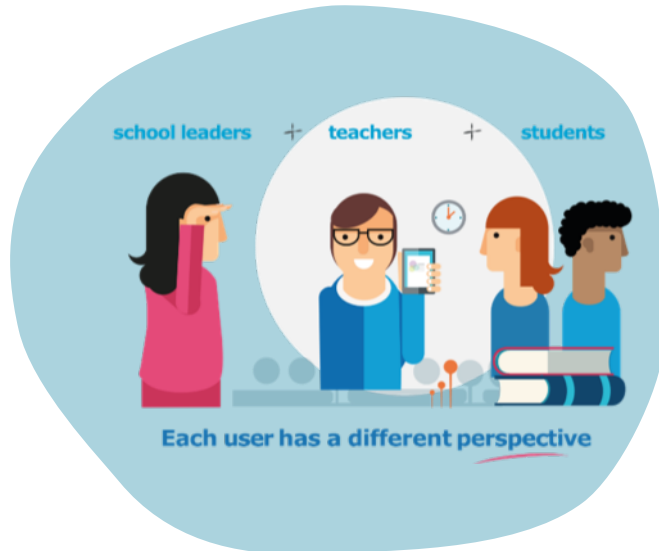 school leaders + teachers + students
Each user has a different perspective